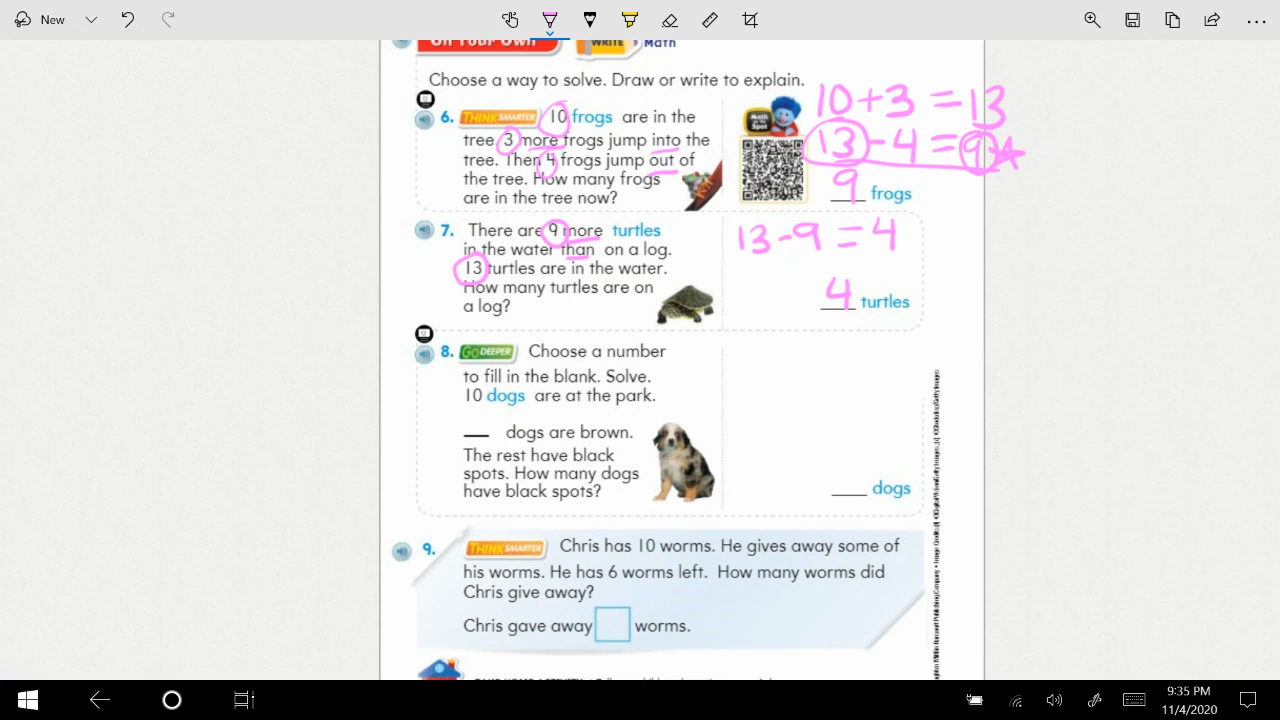 New
On Your Own WRITE Math
Choose a way to solve. Draw or write to explain.
6. THINK SMARTER 10 frogs are in the
tree. 3 more frogs jump into the
tree. Then 4 frogs jump out of
the tree. How many frogs
are in the tree now?
Math on the Spot
10+3=13
13-4=9
9 frogs
7. There are 9 more turtles
in the water than on a log.
13 turtles are in the water.
How many turtles are on
a log?
13-9=4
4 turtles
8. GO DEEPER Choose a number
to fill in the blank. Solve.
10 dogs are at the park.
___ dogs are brown.
The rest have black
spots. How many dogs
have black spots?
___ dogs
9. THINK SMARTER Chris has 10 worms. He gives away some of
his worms. He has 6 worms left. How many worms did
Chris give away?
Chris gave away worms.
9:35 PM
11/4/2020